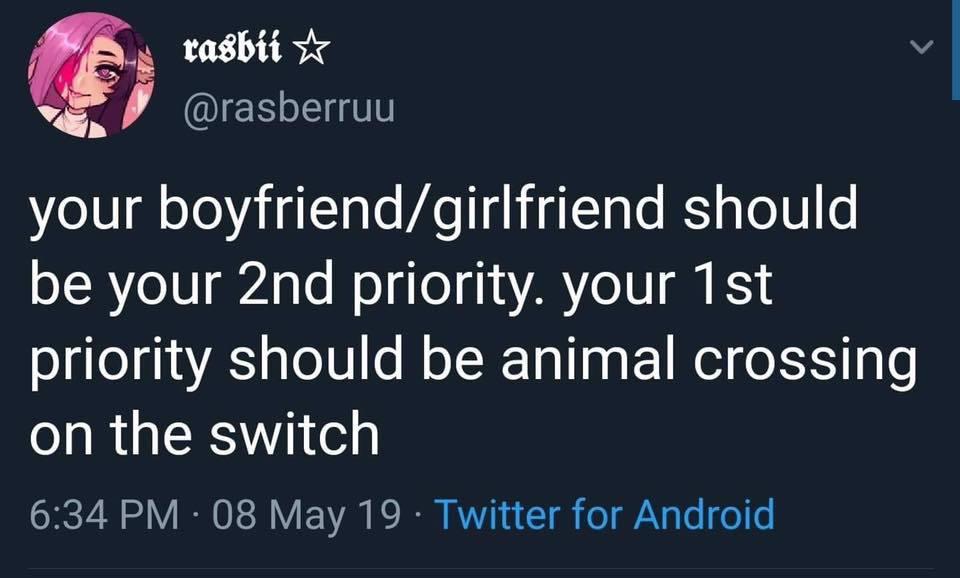 rasbii ☆
@rasberruu
your boyfriend/girlfriend should
be your 2nd priority. your 1st
priority should be animal crossing
on the switch
6:34 PM · 08 May 19 · Twitter for Android